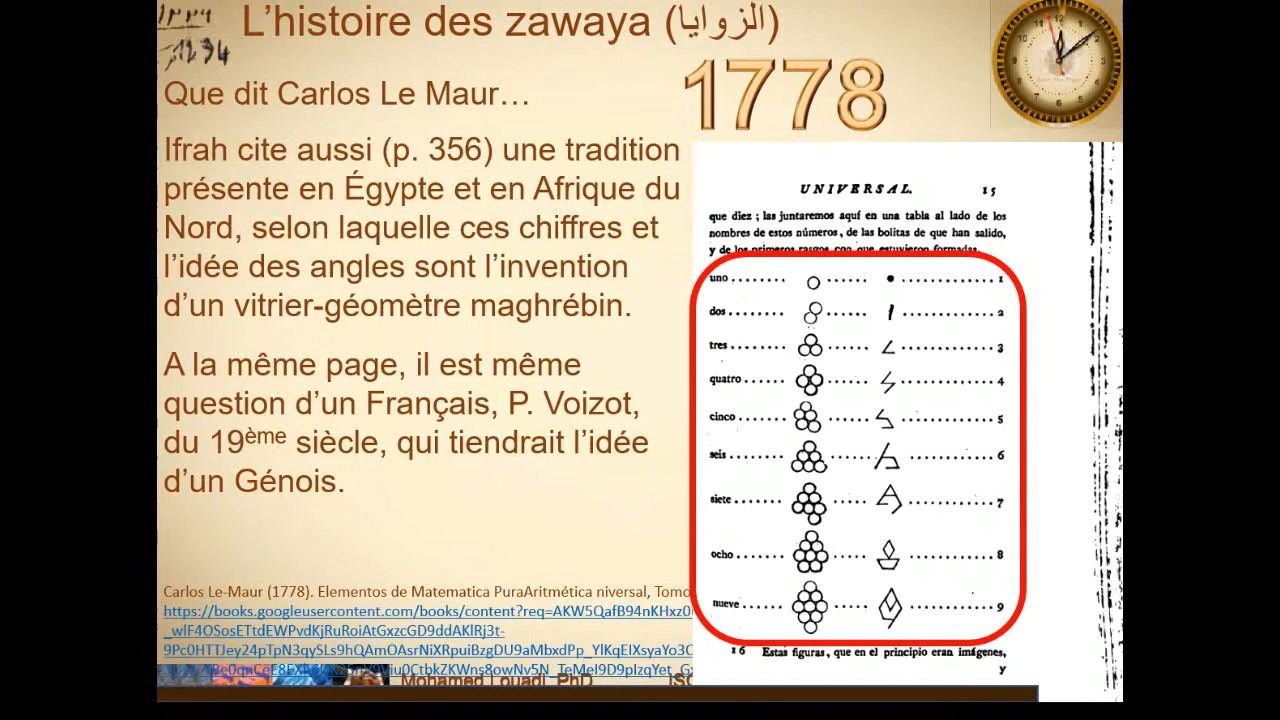 ١٢٣٤
1234
L’histoire des zawaya (الزوايا)
1778
Que dit Carlos Le Maur…
Ifrah cite aussi (p. 356) une tradition
présente en Égypte et en Afrique du
Nord, selon laquelle ces chiffres et
l’idée des angles sont l’invention
d’un vitrier-géomètre maghrébin.
A la même page, il est même
question d’un Français, P. Voizot,
du 19ème siècle, qui tiendrait l’idée
d’un Génois.
Carlos Le-Maur (1778). Elementos de Matematica PuraAritmética niversal, Tomo
https://books.googleusercontent.com/books/content?req=AKW5QafB94nKHxz0
_wlF4OSosETtdEWPvdKjRuRoiAtGxzcGD9ddAKlRj3t-
9Pc0HTTJey24pTpN3qySLs9hQAmOAsrNiXRpuiBzgDU9aMbxdPp_YlKqEIXsyaYo3C
Mohamed Louadi, PhD
UNIVERSAL. 15
que diez ; las juntaremos aquí en una tabla al lado de los
nombres de estos números, de las bolitas de que han salido,
y de los primeros rasgos con que estuvieron formadas.
uno 1
dos 2
tres 3
quatro 4
cinco 5
seis 6
siete 7
ocho 8
nueve 9
16 Estas figuras, que en el principio eran imágenes,
y